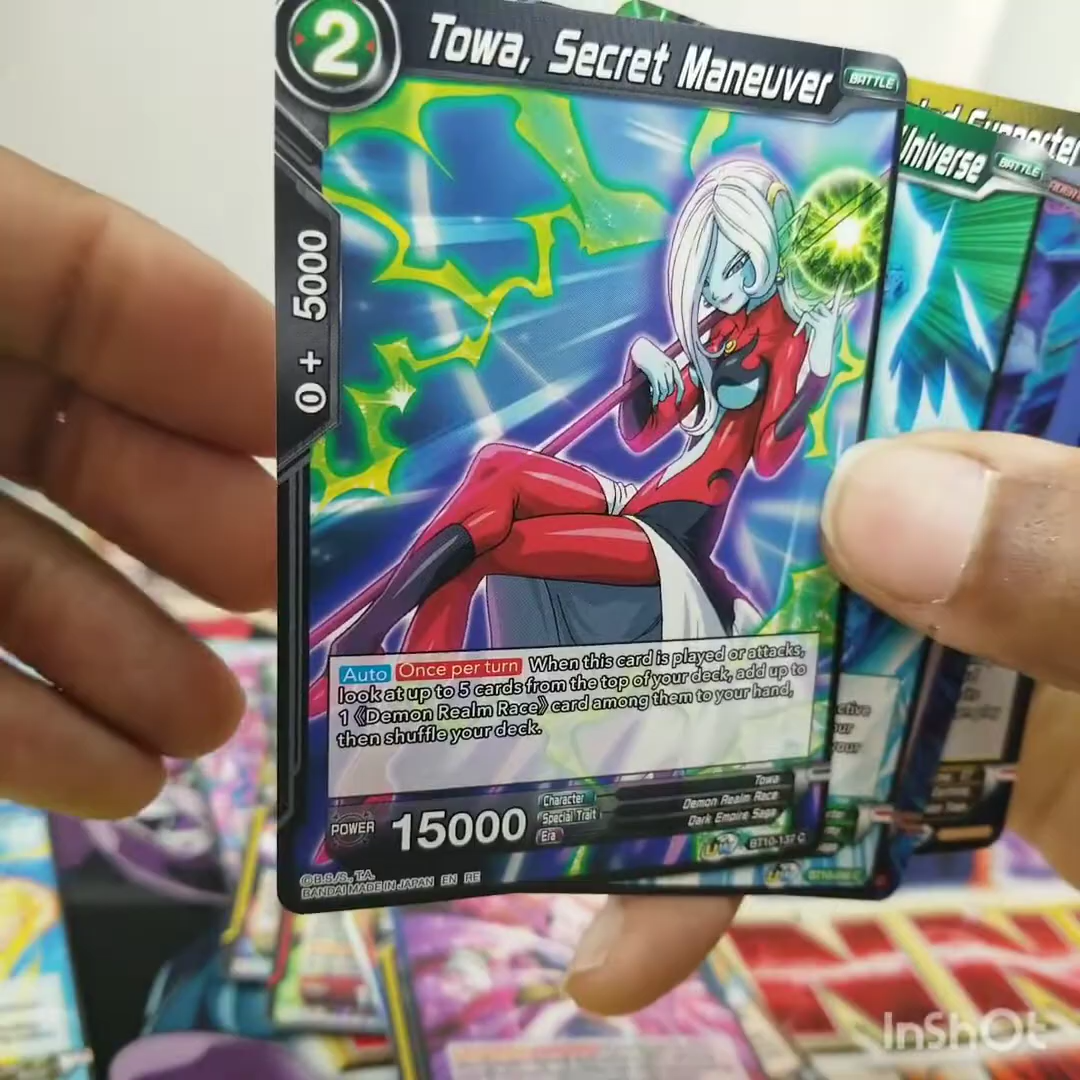 2
Towa, Secret Maneuver
BATTLE
0 + 5000
Auto Once per turn When this card is played or attacks,
look at up to 5 cards from the top of your deck, add up to
1 《Demon Realm Race》 card among them to your hand,
then shuffle your deck.
POWER 15000
Character Towa
Special Trait Demon Realm Race
Era Dark Empire Saga
BT10-137 C
©B.S./S., T.A.
BANDAI MADE IN JAPAN EN RE
Supporter
Universe
BATTLE
your
InShOt